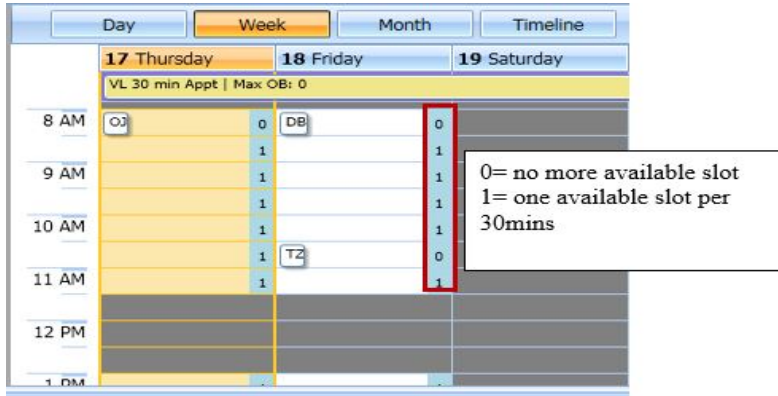 Day Week Month Timeline
17 Thursday 18 Friday 19 Saturday
VL 30 min Appt | Max OB: 0
8 AM OJ 0 DB 0
1 1
9 AM 1 1
1 1
10 AM 1 1
1 TZ 0
11 AM 1 1
12 PM
1 PM
0= no more available slot
1= one available slot per
30mins